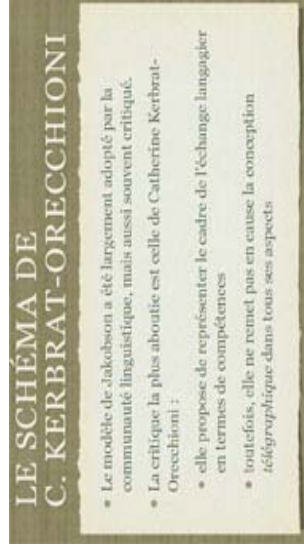 LE SCHÉMA DE
C. KERBRAT-ORECCHIONI
• Le modèle de Jakobson a été largement adopté par la
communauté linguistique, mais aussi souvent critiqué.
• La critique la plus aboutie est celle de Catherine Kerbrat-
Orecchioni :
• elle propose de représenter le cadre de l'échange langagier
en termes de compétences
• toutefois, elle ne remet pas en cause la conception
télégraphique dans tous ses aspects